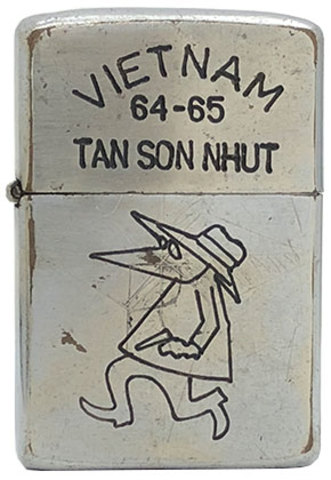 VIETNAM
64-65
TAN SON NHUT